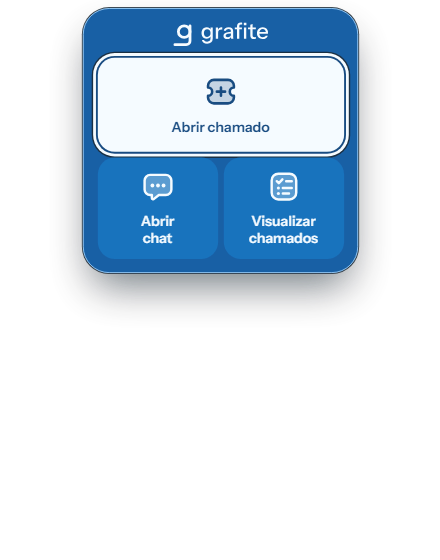 grafite
Abrir chamado
Abrir
chat
Visualizar
chamados